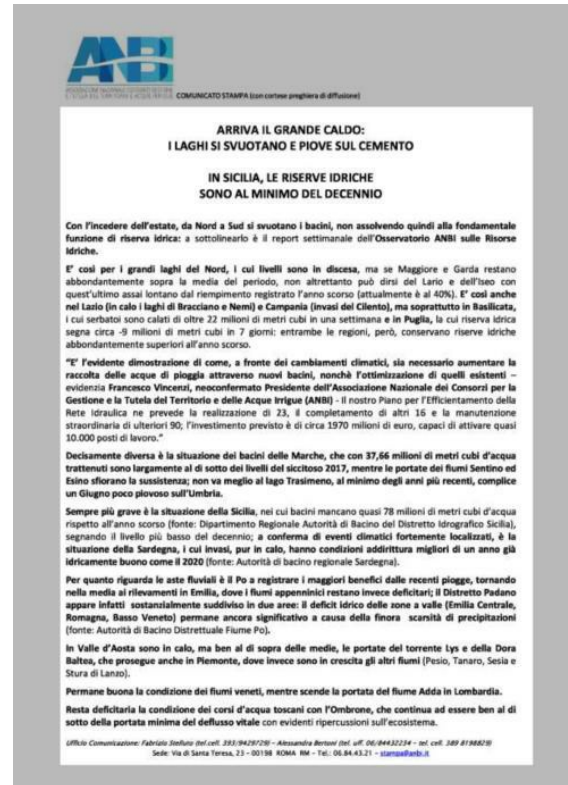 ANBI
ASSOCIAZIONE NAZIONALE CONSORZI GESTIONE
E TUTELA DEL TERRITORIO E ACQUE IRRIGUE COMUNICATO STAMPA (con cortese preghiera di diffusione)
ARRIVA IL GRANDE CALDO:
I LAGHI SI SVUOTANO E PIOVE SUL CEMENTO
IN SICILIA, LE RISERVE IDRICHE
SONO AL MINIMO DEL DECENNIO
Con l'incedere dell'estate, da Nord a Sud si svuotano i bacini, non assolvendo quindi alla fondamentale
funzione di riserva idrica: a sottolinearlo è il report settimanale dell'Osservatorio ANBI sulle Risorse
Idriche.
E' così per i grandi laghi del Nord, i cui livelli sono in discesa, ma se Maggiore e Garda restano
abbondantemente sopra la media del periodo, non altrettanto può dirsi del Lario e dell'Iseo con
quest'ultimo assai lontano dal riempimento registrato l'anno scorso (attualmente è al 40%). E' così anche
nel Lazio (in calo i laghi di Bracciano e Nemi) e Campania (invasi del Cilento), ma soprattutto in Basilicata,
i cui serbatoi sono calati di oltre 22 milioni di metri cubi in una settimana e in Puglia, la cui riserva idrica
segna circa -9 milioni di metri cubi in 7 giorni: entrambe le regioni, però, conservano riserve idriche
abbondantemente superiori all'anno scorso.
"E' l'evidente dimostrazione di come, a fronte dei cambiamenti climatici, sia necessario aumentare la
raccolta delle acque di pioggia attraverso nuovi bacini, nonchè l'ottimizzazione di quelli esistenti –
evidenzia Francesco Vincenzi, neoconfermato Presidente dell'Associazione Nazionale dei Consorzi per la
Gestione e la Tutela del Territorio e delle Acque Irrigue (ANBI) - Il nostro Piano per l'Efficientamento della
Rete Idraulica ne prevede la realizzazione di 23, il completamento di altri 16 e la manutenzione
straordinaria di ulteriori 90; l'investimento previsto è di circa 1970 milioni di euro, capaci di attivare quasi
10.000 posti di lavoro."
Decisamente diversa è la situazione dei bacini delle Marche, che con 37,66 milioni di metri cubi d'acqua
trattenuti sono largamente al di sotto dei livelli del siccitoso 2017, mentre le portate dei fiumi Sentino ed
Esino sfiorano la sussistenza; non va meglio al lago Trasimeno, al minimo degli anni più recenti, complice
un Giugno poco piovoso sull'Umbria.
Sempre più grave è la situazione della Sicilia, nei cui bacini mancano quasi 78 milioni di metri cubi d'acqua
rispetto all'anno scorso (fonte: Dipartimento Regionale Autorità di Bacino del Distretto Idrografico Sicilia),
segnando il livello più basso del decennio; a conferma di eventi climatici fortemente localizzati, è la
situazione della Sardegna, i cui invasi, pur in calo, hanno condizioni addirittura migliori di un anno già
idricamente buono come il 2020 (fonte: Autorità di bacino regionale Sardegna).
Per quanto riguarda le aste fluviali è il Po a registrare i maggiori benefici dalle recenti piogge, tornando
nella media ai rilevamenti in Emilia, dove i fiumi appenninici restano invece deficitari; il Distretto Padano
appare infatti sostanzialmente suddiviso in due aree: il deficit idrico delle zone a valle (Emilia Centrale,
Romagna, Basso Veneto) permane ancora significativo a causa della finora scarsità di precipitazioni
(fonte: Autorità di Bacino Distrettuale Fiume Po).
In Valle d'Aosta sono in calo, ma ben al di sopra delle medie, le portate del torrente Lys e della Dora
Baltea, che prosegue anche in Piemonte, dove invece sono in crescita gli altri fiumi (Pesio, Tanaro, Sesia e
Stura di Lanzo).
Permane buona la condizione dei fiumi veneti, mentre scende la portata del fiume Adda in Lombardia.
Resta deficitaria la condizione dei corsi d'acqua toscani con l'Ombrone, che continua ad essere ben al di
sotto della portata minima del deflusso vitale con evidenti ripercussioni sull'ecosistema.
Ufficio Comunicazione: Fabrizio Stelluto (tel.cell. 393/9429729) – Alessandra Bertoni (tel. uff. 06/84432234 – tel. cell. 389 8198829)
Sede: Via di Santa Teresa, 23 – 00198 ROMA RM – Tel.: 06.84.43.21 – stampa@anbi.it